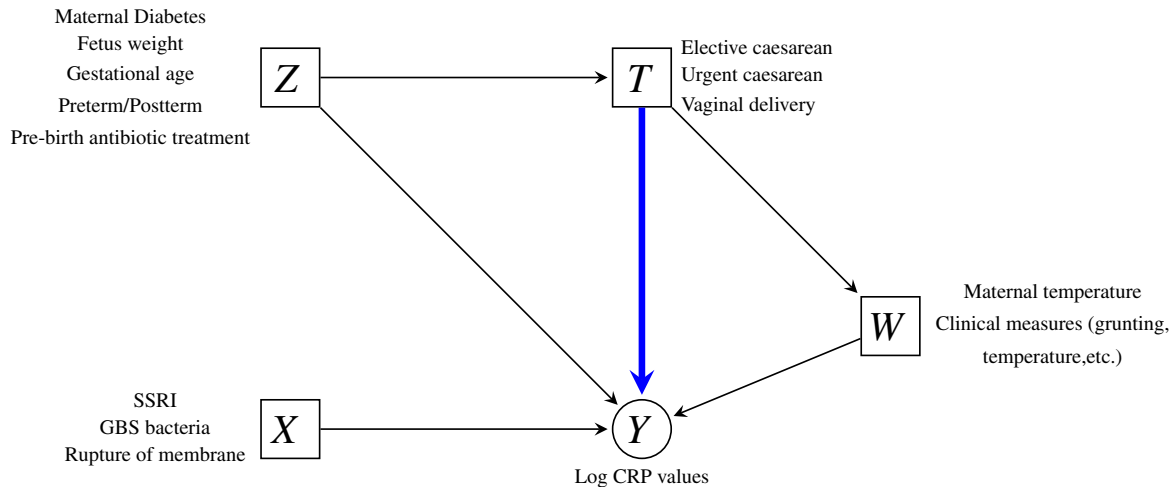 Maternal Diabetes
Fetus weight
Gestational age
Preterm/Postterm
Pre-birth antibiotic treatment
Z
T
Elective caesarean
Urgent caesarean
Vaginal delivery
W
Maternal temperature
Clinical measures (grunting,
temperature,etc.)
SSRI
GBS bacteria
Rupture of membrane
X
Y
Log CRP values